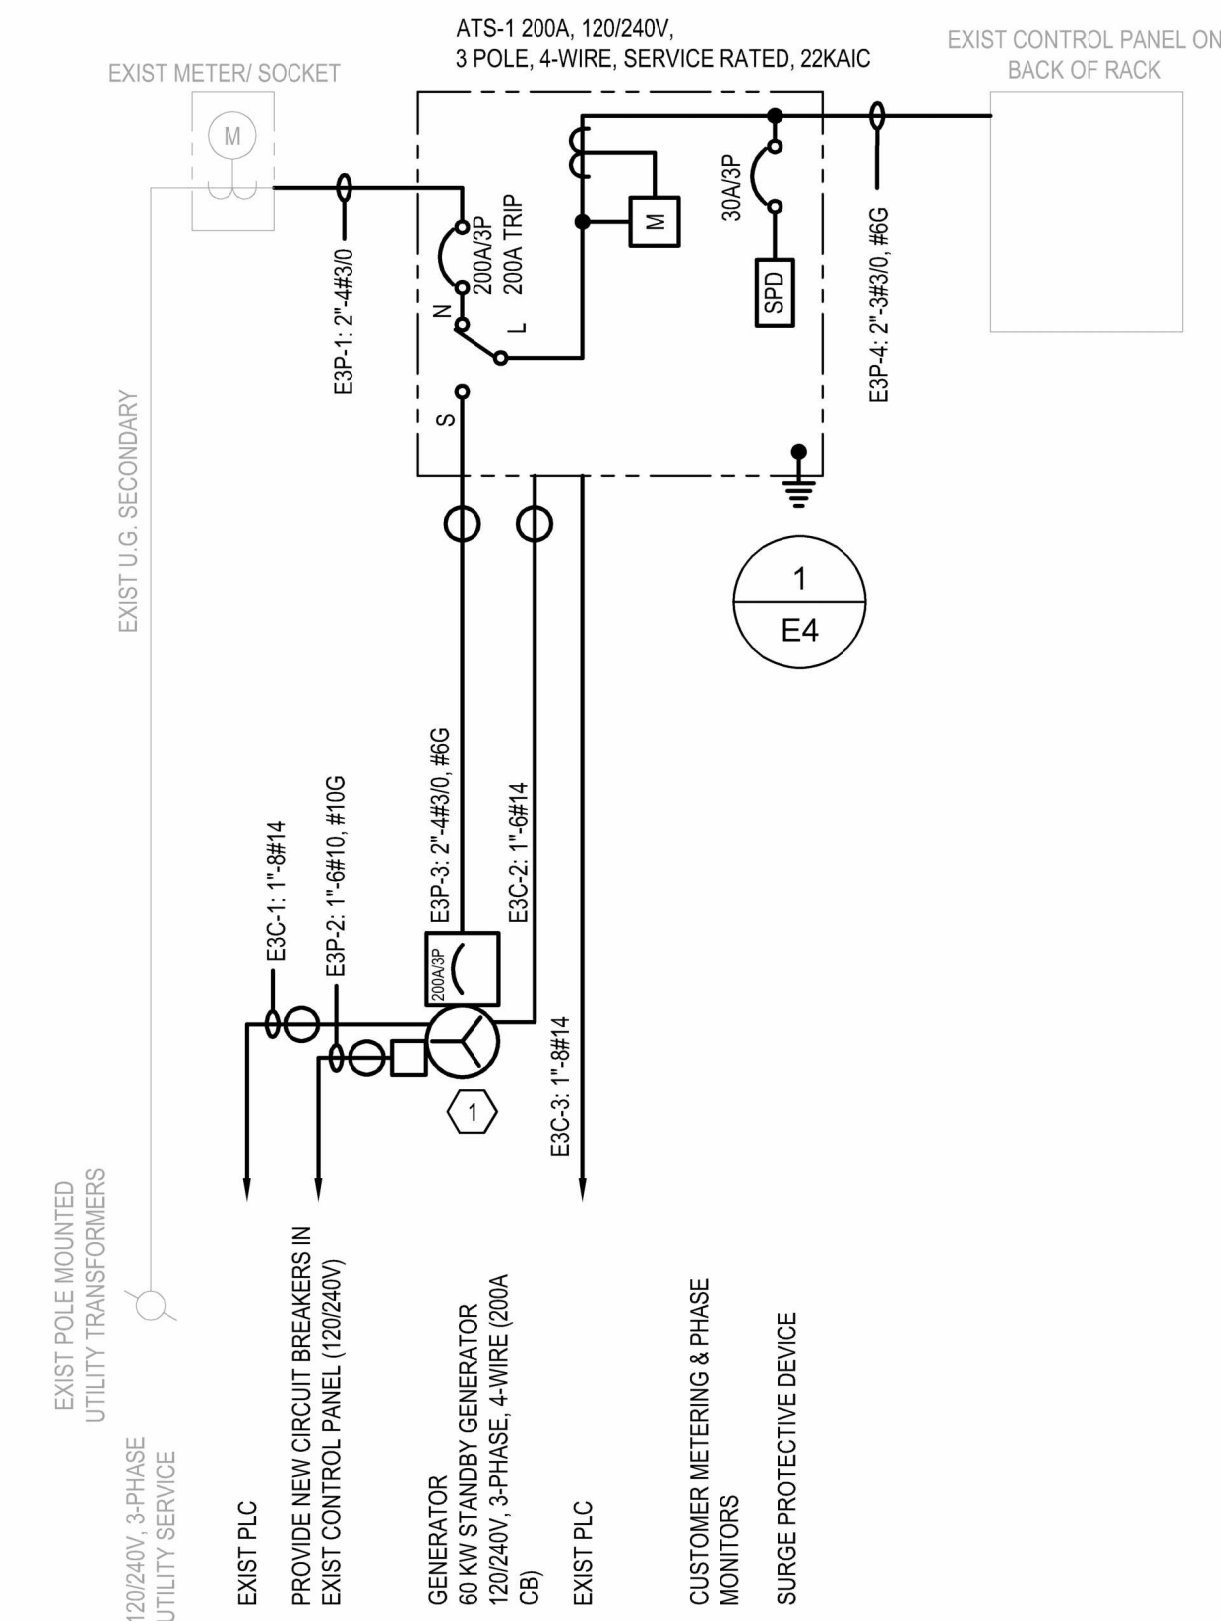 ATS-1 200A, 120/240V,
3 POLE, 4-WIRE, SERVICE RATED, 22KAIC
EXIST CONTROL PANEL ON
BACK OF RACK
EXIST METER/ SOCKET
M
E3P-1: 2"-4#3/0
200A/3P
200A TRIP
N
L
S
M
30A/3P
SPD
E3P-4: 2"-3#3/0, #6G
EXIST U.G. SECONDARY
1
E4
E3C-1: 1"-8#14
E3P-2: 1"-6#10, #10G
E3P-3: 2"-4#3/0, #6G
E3C-2: 1"-6#14
200A/3P
1
E3C-3: 1"-8#14
EXIST POLE MOUNTED
UTILITY TRANSFORMERS
120/240V, 3-PHASE
UTILITY SERVICE
EXIST PLC
PROVIDE NEW CIRCUIT BREAKERS IN
EXIST CONTROL PANEL (120/240V)
GENERATOR
60 KW STANDBY GENERATOR
120/240V, 3-PHASE, 4-WIRE (200A
CB)
EXIST PLC
CUSTOMER METERING & PHASE
MONITORS
SURGE PROTECTIVE DEVICE